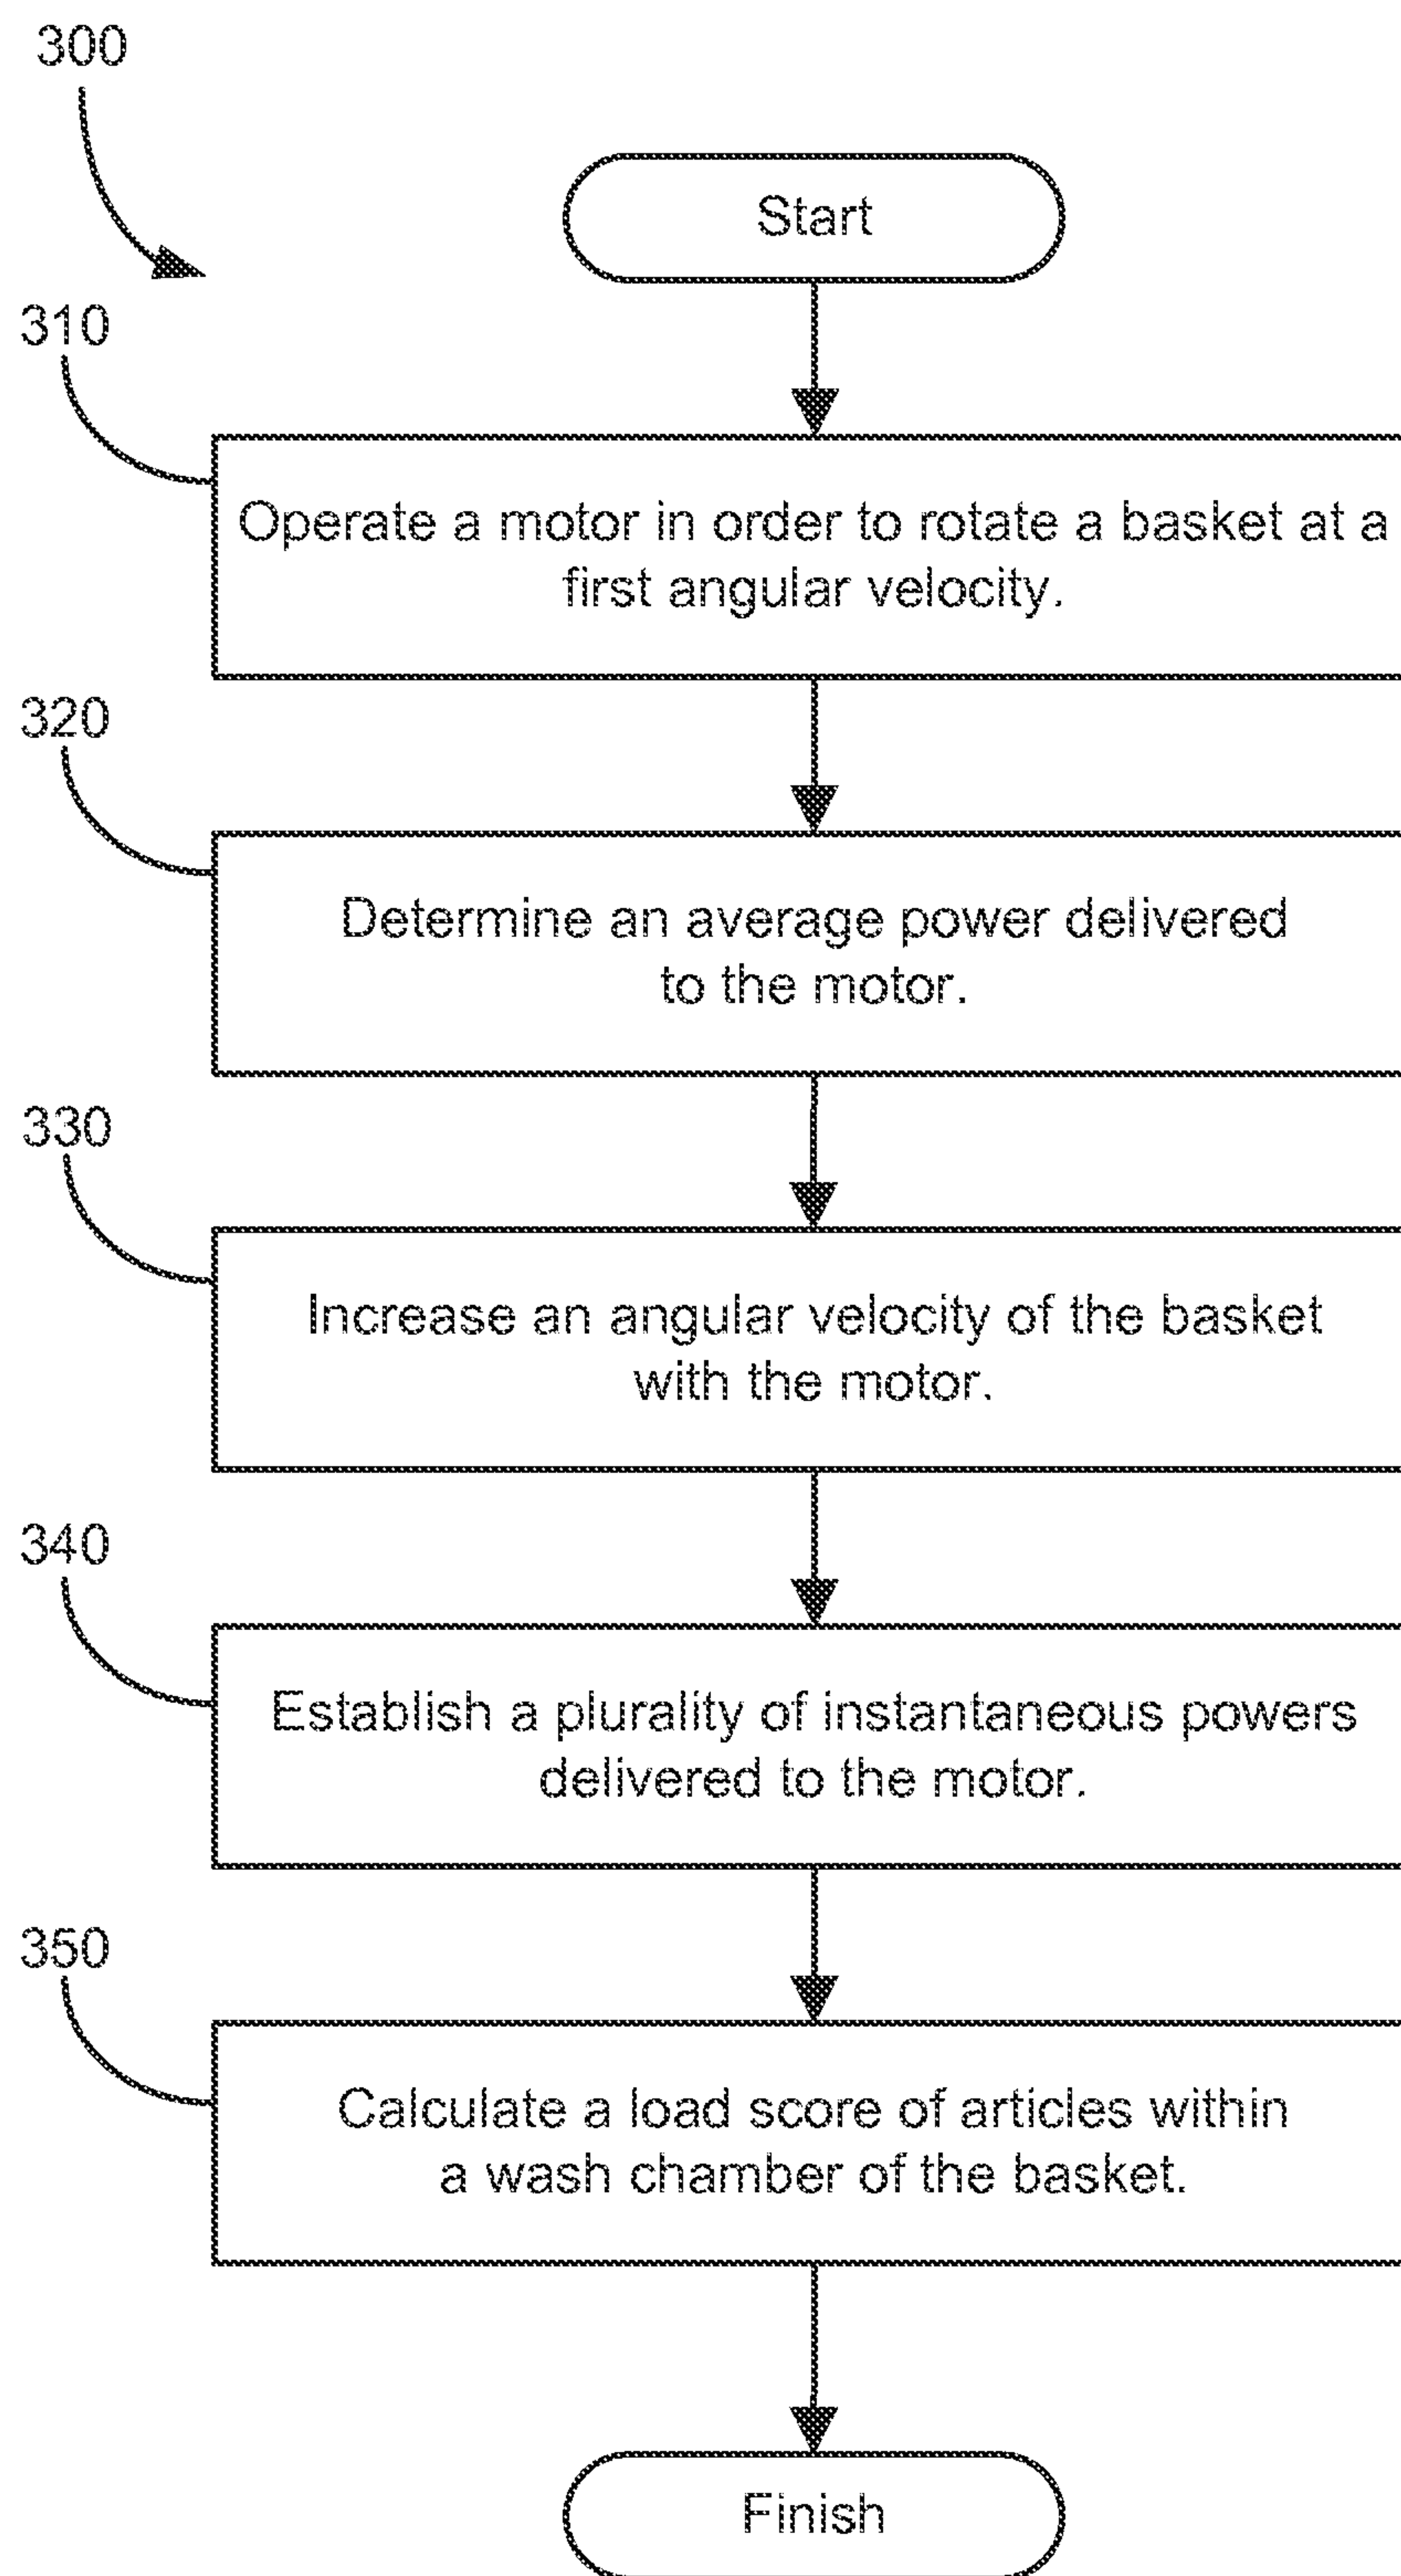 300
Start
310
Operate a motor in order to rotate a basket at a
first angular velocity.
320
Determine an average power delivered
to the motor.
330
Increase an angular velocity of the basket
with the motor.
340
Establish a plurality of instantaneous powers
delivered to the motor.
350
Calculate a load score of articles within
a wash chamber of the basket.
Finish